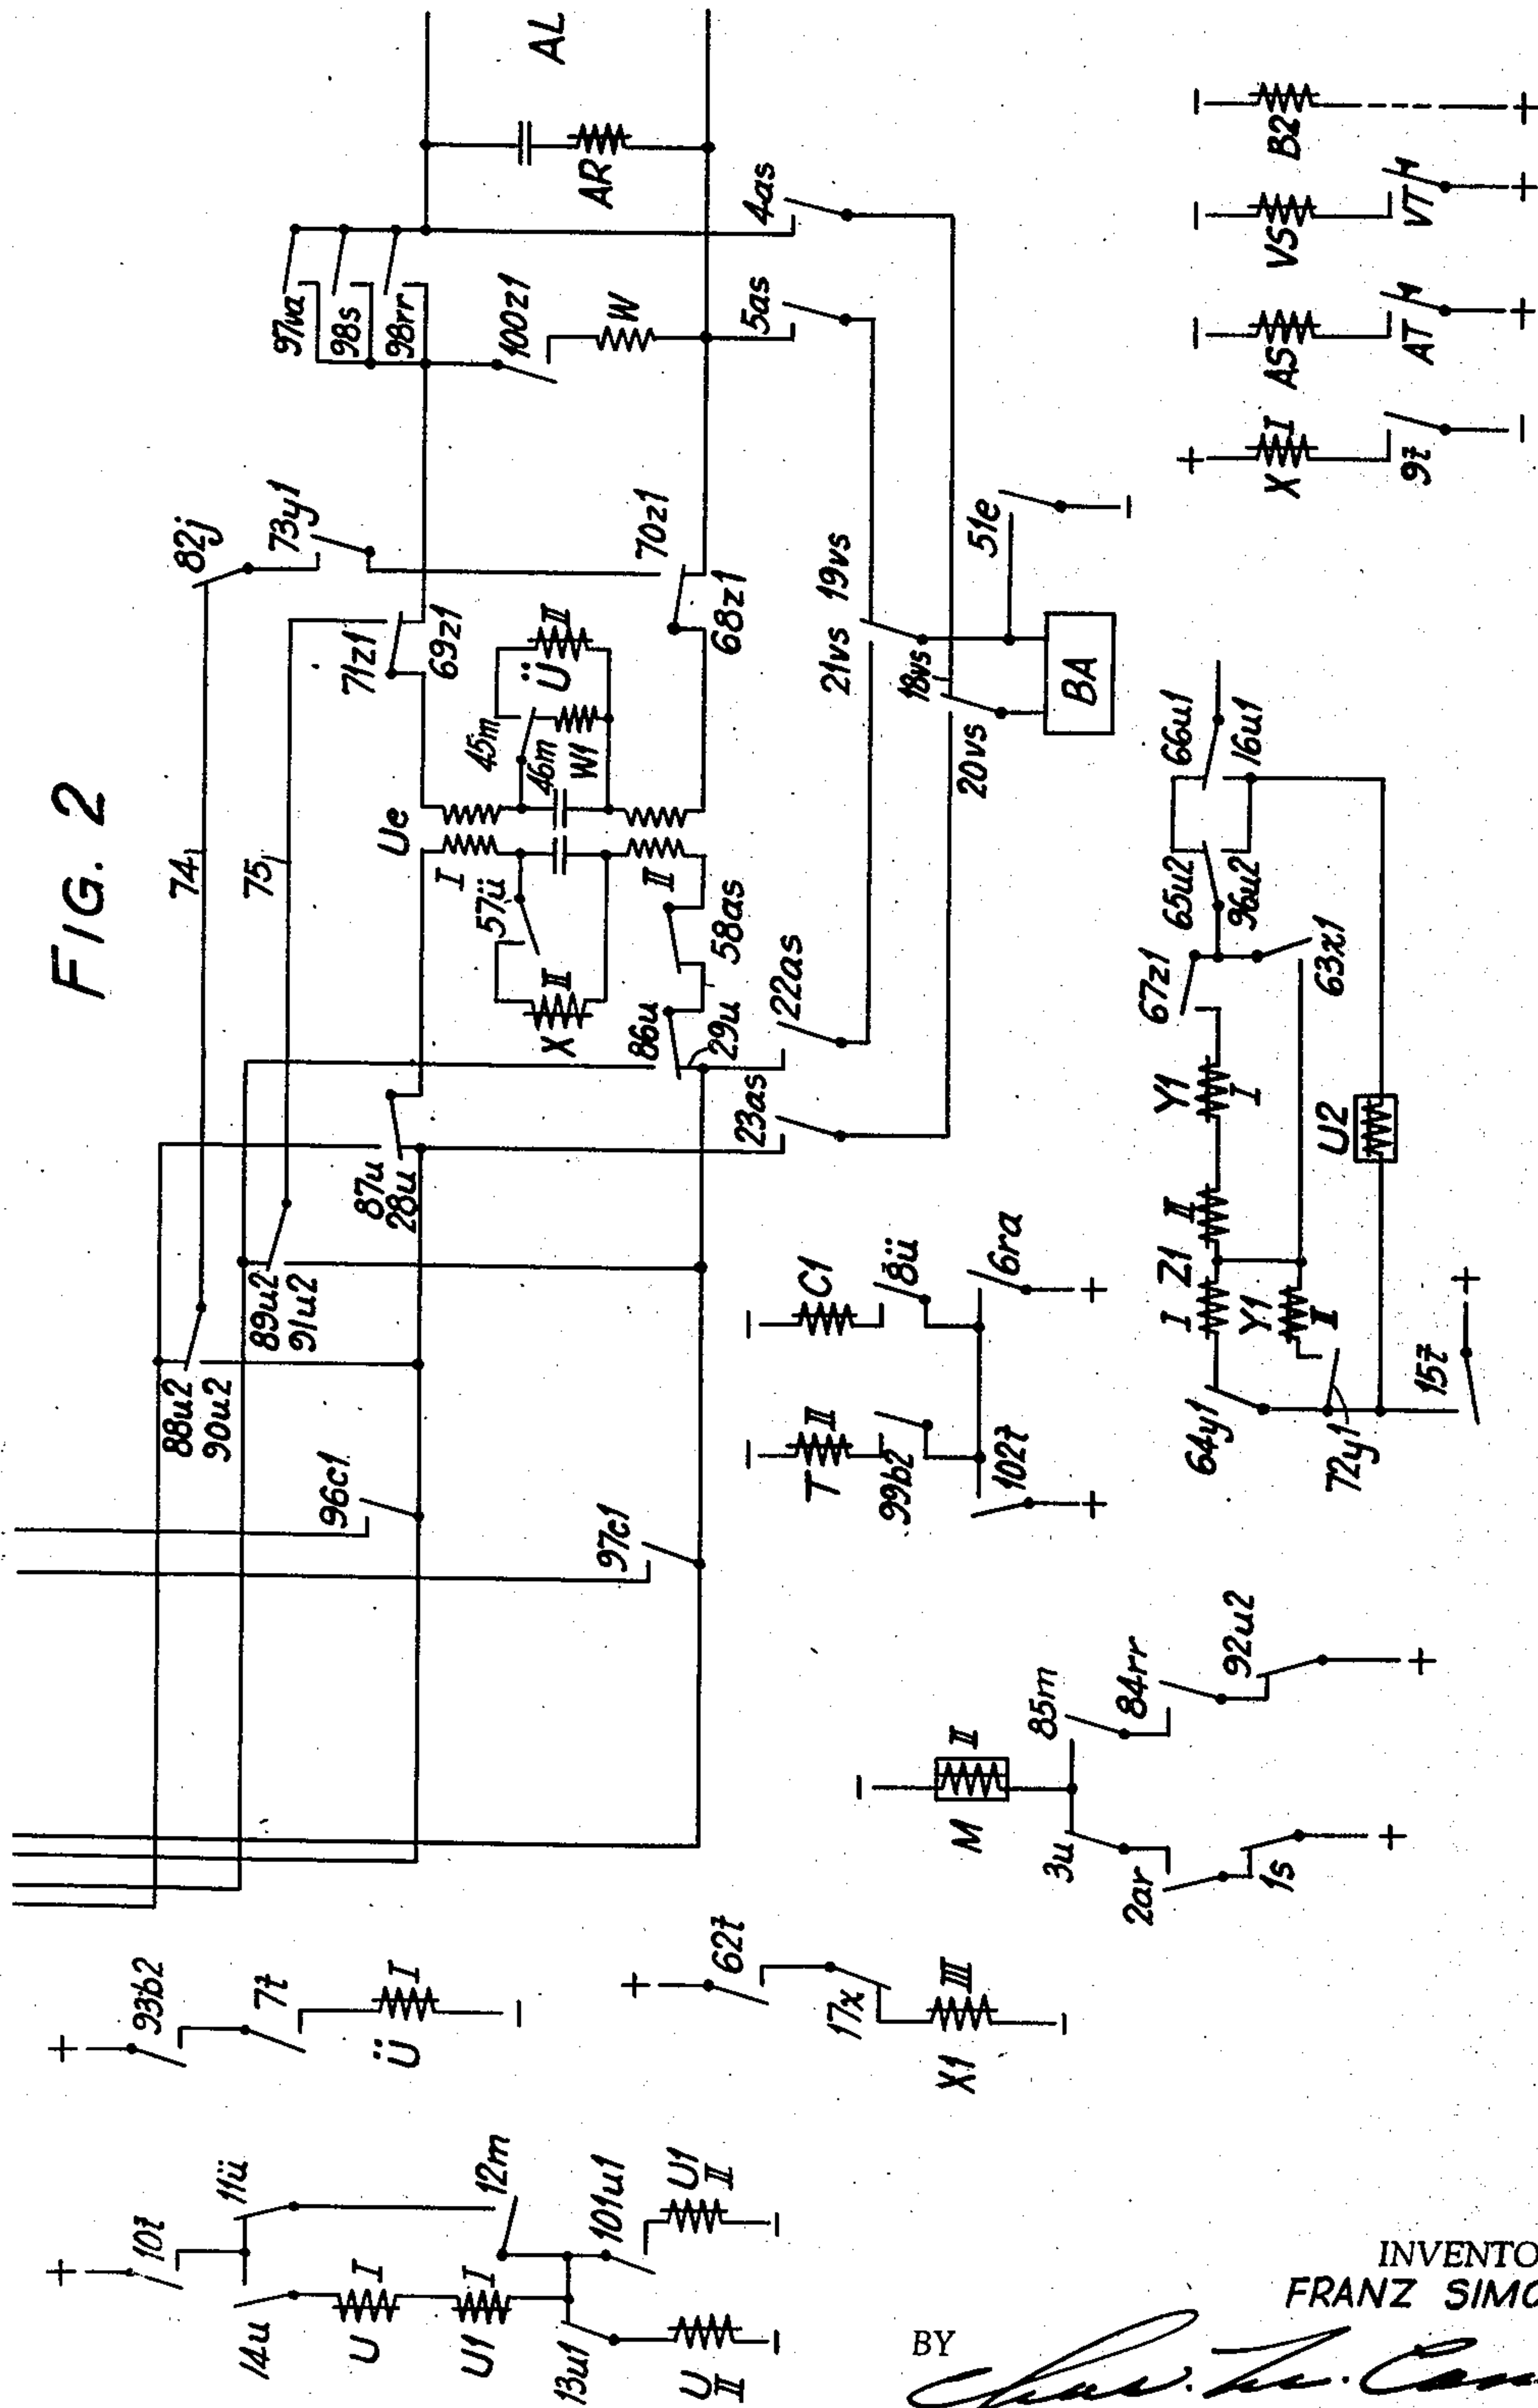 FIG. 2
AL
AR
97va
98s
98rr
100z1
W
4as
5as
82j
73y1
74
75
71z1
69z1
70z1
68z1
Ue
I
II
45m
46m
W1
Ü
II
57ü
X
II
58as
86u
29u
87u
28u
22as
23as
88u2
90u2
89u2
91u2
96c1
97c1
21vs
19vs
18vs
20vs
51e
BA
B2
VS
VT
AS
AT
X
I
9t
66u1
16u1
65u2
96u2
67z1
63x1
Y1
I
II
Z1
I
Y1
II
U2
64y1
72y1
15t
C1
8ü
6ra
T
II
99b2
102t
M
II
85m
84rr
92u2
3u
2ar
1s
93b2
7t
Ü
I
62t
17x
X1
III
10t
11ü
12m
14u
U
I
U1
I
13u1
101u1
U1
II
U
II
INVENTO
FRANZ SIMO
BY